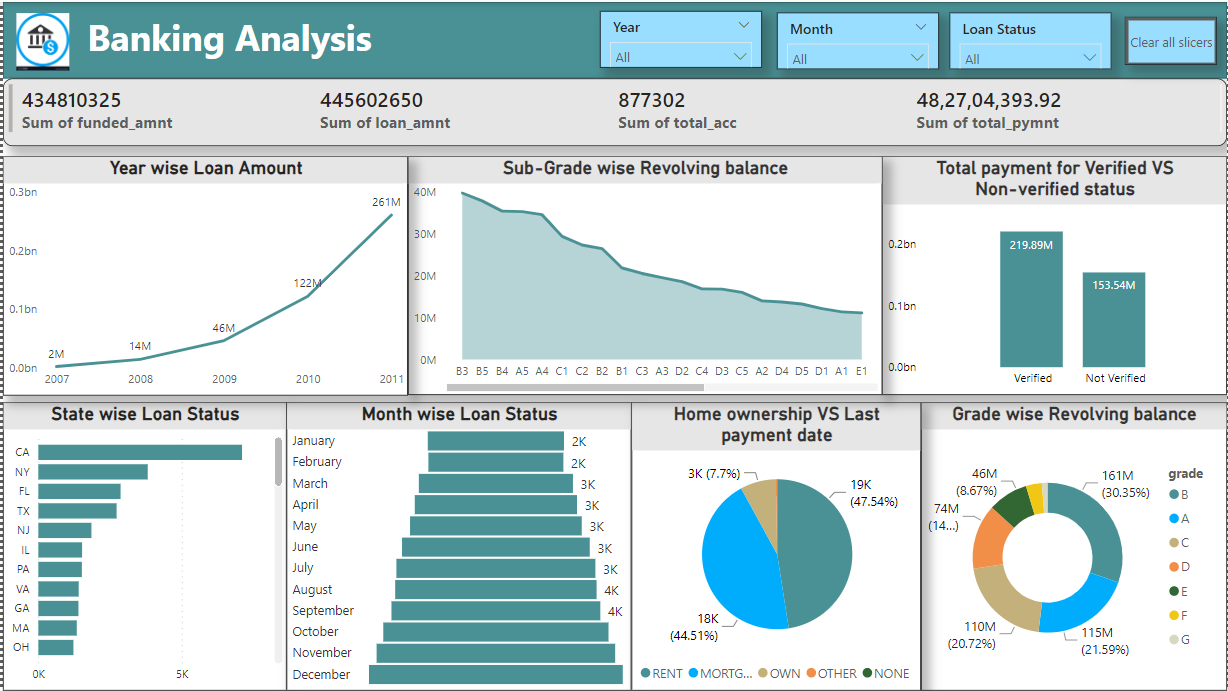 Banking Analysis
Year
All
Month
All
Loan Status
All
Clear all slicers
434810325
Sum of funded_amnt
445602650
Sum of loan_amnt
877302
Sum of total_acc
48,27,04,393.92
Sum of total_pymnt
Year wise Loan Amount
0.3bn
0.2bn
0.1bn
0.0bn
2M
14M
46M
122M
261M
2007 2008 2009 2010 2011
Sub-Grade wise Revolving balance
40M
30M
20M
10M
0M
B3 B5 B4 A5 A4 C1 C2 B2 B1 C3 A3 D2 C4 D3 C5 A2 D4 D5 D1 A1 E1
Total payment for Verified VS
Non-verified status
0.2bn
0.1bn
0.0bn
219.89M
153.54M
Verified Not Verified
State wise Loan Status
CA
NY
FL
TX
NJ
IL
PA
VA
GA
MA
OH
0K 5K
Month wise Loan Status
January 2K
February 2K
March 3K
April 3K
May 3K
June 3K
July 3K
August 4K
September 4K
October
November
December
Home ownership VS Last
payment date
3K (7.7%)
19K
(47.54%)
18K
(44.51%)
RENT MORTG... OWN OTHER NONE
Grade wise Revolving balance
46M
(8.67%)
161M
(30.35%)
74M
(14...)
110M
(20.72%)
115M
(21.59%)
grade
B
A
C
D
E
F
G